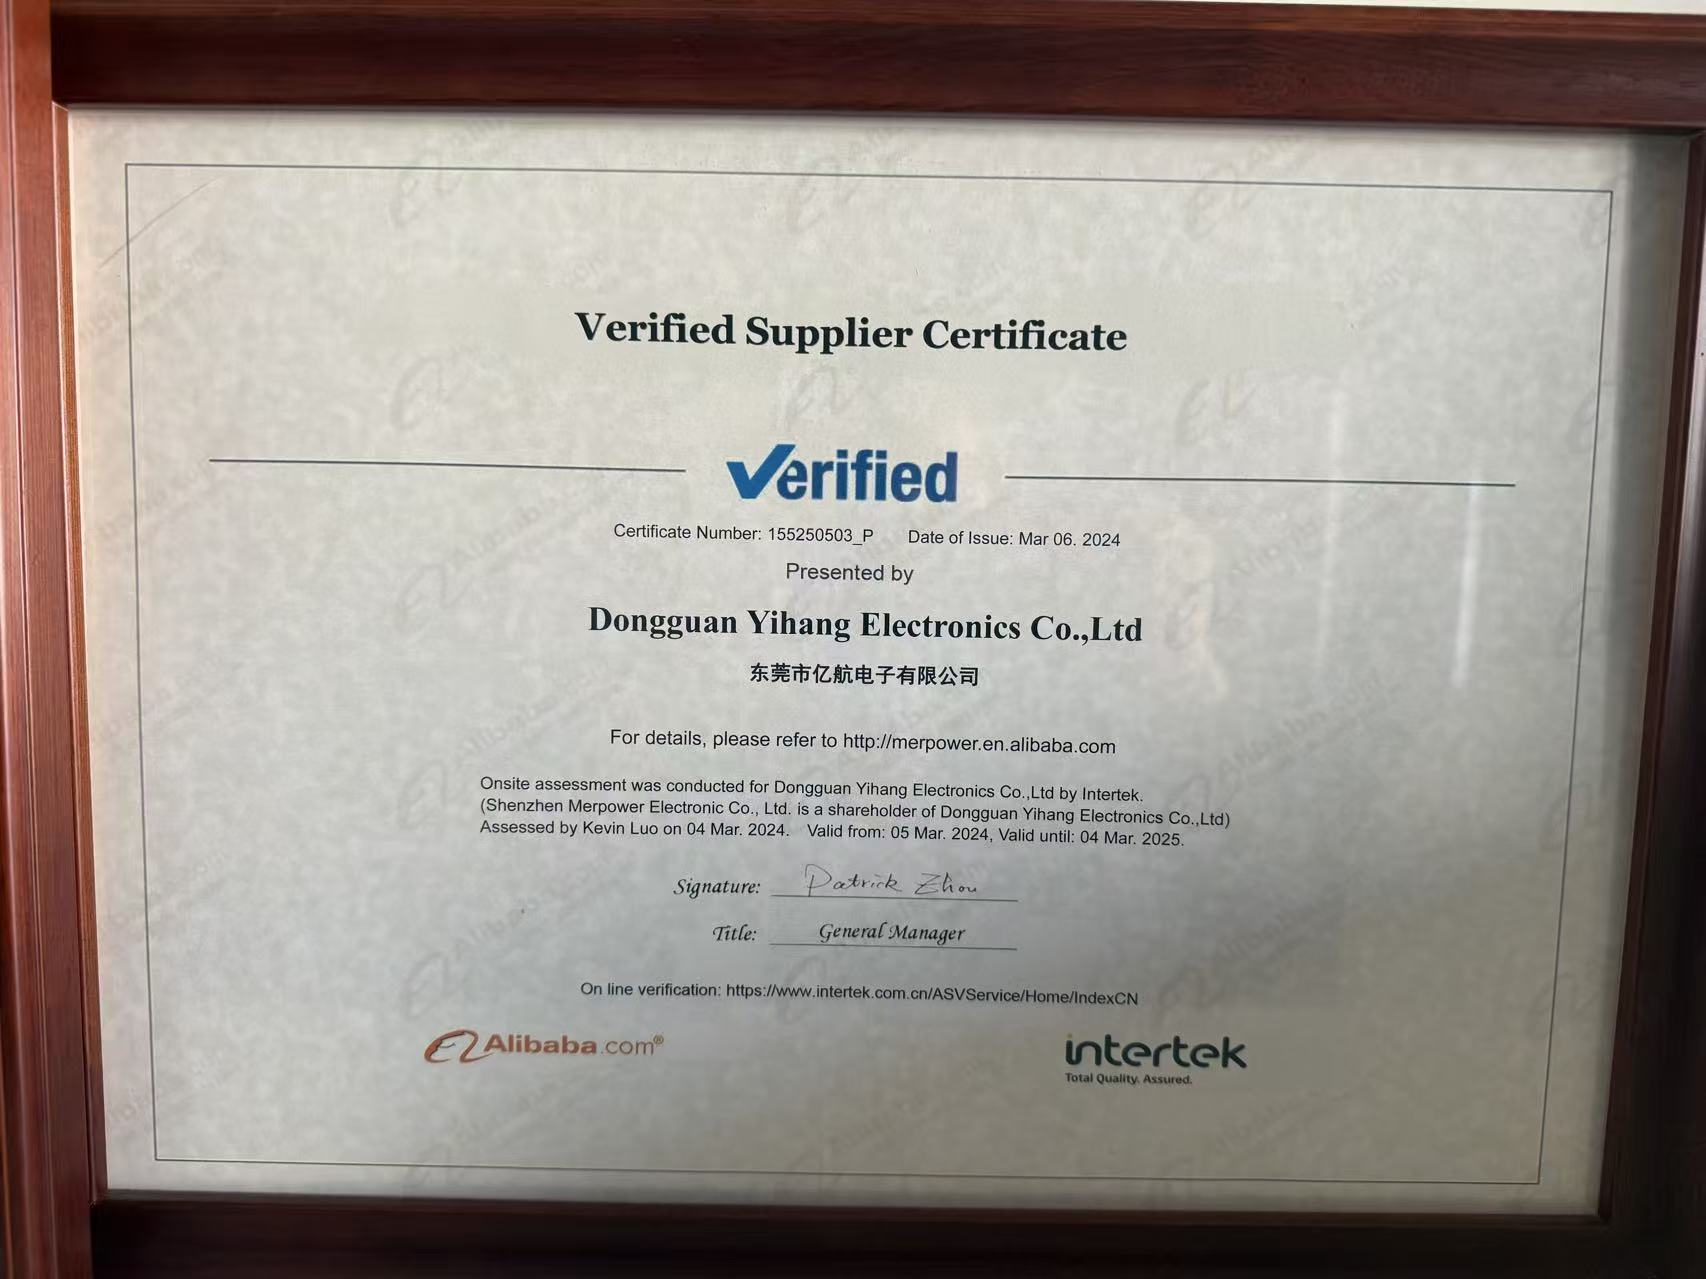 Verified Supplier Certificate
Verified
Certificate Number: 155250503_P Date of Issue: Mar 06. 2024
Presented by
Dongguan Yihang Electronics Co.,Ltd
东莞市亿航电子有限公司
For details, please refer to http://merpower.en.alibaba.com
Onsite assessment was conducted for Dongguan Yihang Electronics Co.,Ltd by Intertek.
(Shenzhen Merpower Electronic Co., Ltd. is a shareholder of Dongguan Yihang Electronics Co.,Ltd)
Assessed by Kevin Luo on 04 Mar. 2024. Valid from: 05 Mar. 2024, Valid until: 04 Mar. 2025.
Signature: Patrick Zhou
Title: General Manager
On line verification: https://www.intertek.com.cn/ASVService/Home/IndexCN
Alibaba.com®
intertek
Total Quality. Assured.